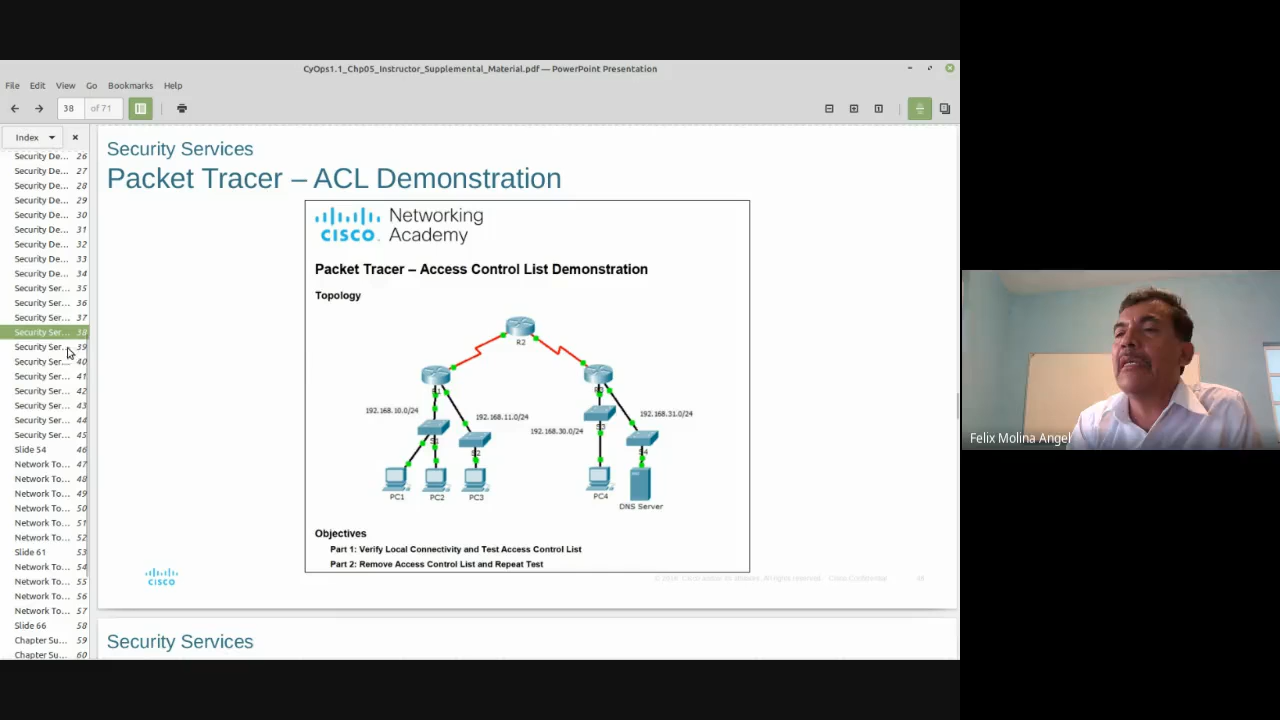 CyOps1.1_Chp05_Instructor_Supplemental_Material.pdf — PowerPoint Presentation
File Edit View Go Bookmarks Help
38 of 71
Index
Security De... 26
Security De... 27
Security De... 28
Security De... 29
Security De... 30
Security De... 31
Security De... 32
Security De... 33
Security De... 34
Security Ser... 35
Security Ser... 36
Security Ser... 37
Security Ser... 38
Security Ser... 39
Security Ser... 40
Security Ser... 41
Security Ser... 42
Security Ser... 43
Security Ser... 44
Security Ser... 45
Slide 54 46
Network To... 47
Network To... 48
Network To... 49
Network To... 50
Network To... 51
Network To... 52
Slide 61 53
Network To... 54
Network To... 55
Network To... 56
Network To... 57
Slide 66 58
Chapter Su... 59
Chapter Su... 60
Security Services
Packet Tracer – ACL Demonstration
CISCO Networking Academy
Packet Tracer – Access Control List Demonstration
Topology
R2
192.168.10.0/24
192.168.11.0/24
192.168.30.0/24
192.168.31.0/24
S1
S2
S3
S4
PC1
PC2
PC3
PC4
DNS Server
Objectives
Part 1: Verify Local Connectivity and Test Access Control List
Part 2: Remove Access Control List and Repeat Test
CISCO
Security Services
Felix Molina Angel